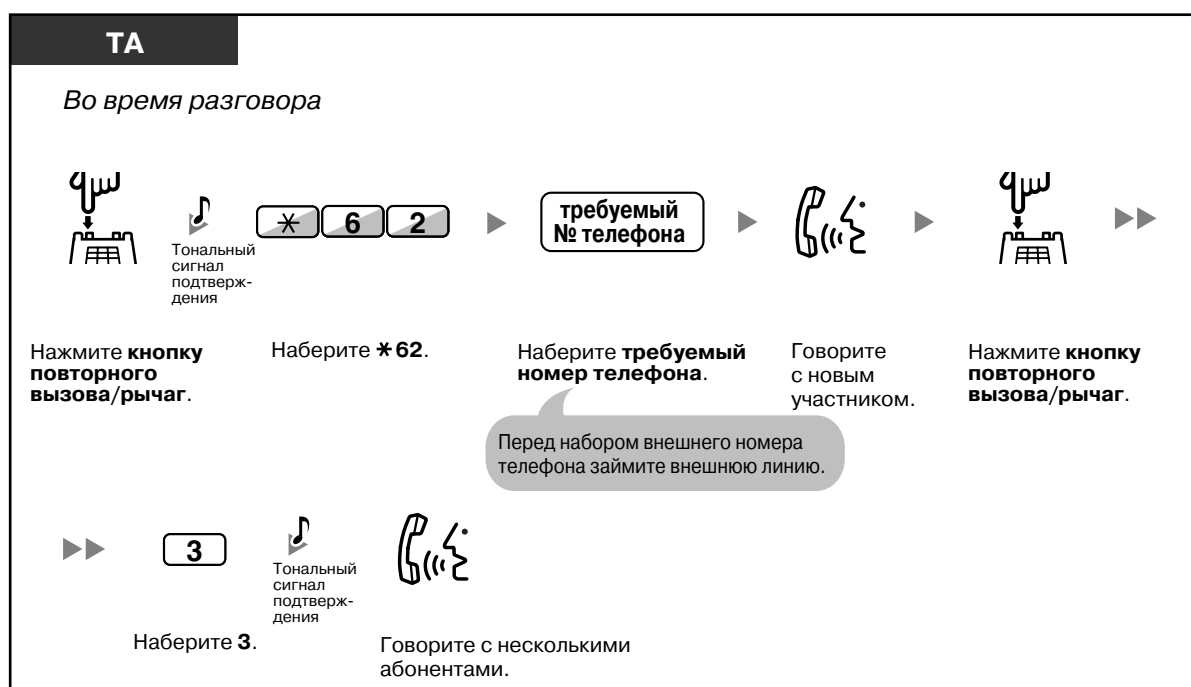 ТА
Во время разговора
Тональный
сигнал
подтверж-
дения
✳ 6 2
требуемый
№ телефона
Нажмите кнопку
повторного
вызова/рычаг.
Наберите ✳62.
Наберите требуемый
номер телефона.
Говорите
с новым
участником.
Нажмите кнопку
повторного
вызова/рычаг.
Перед набором внешнего номера
телефона займите внешнюю линию.
3
Тональный
сигнал
подтверж-
дения
Наберите 3.
Говорите с несколькими
абонентами.